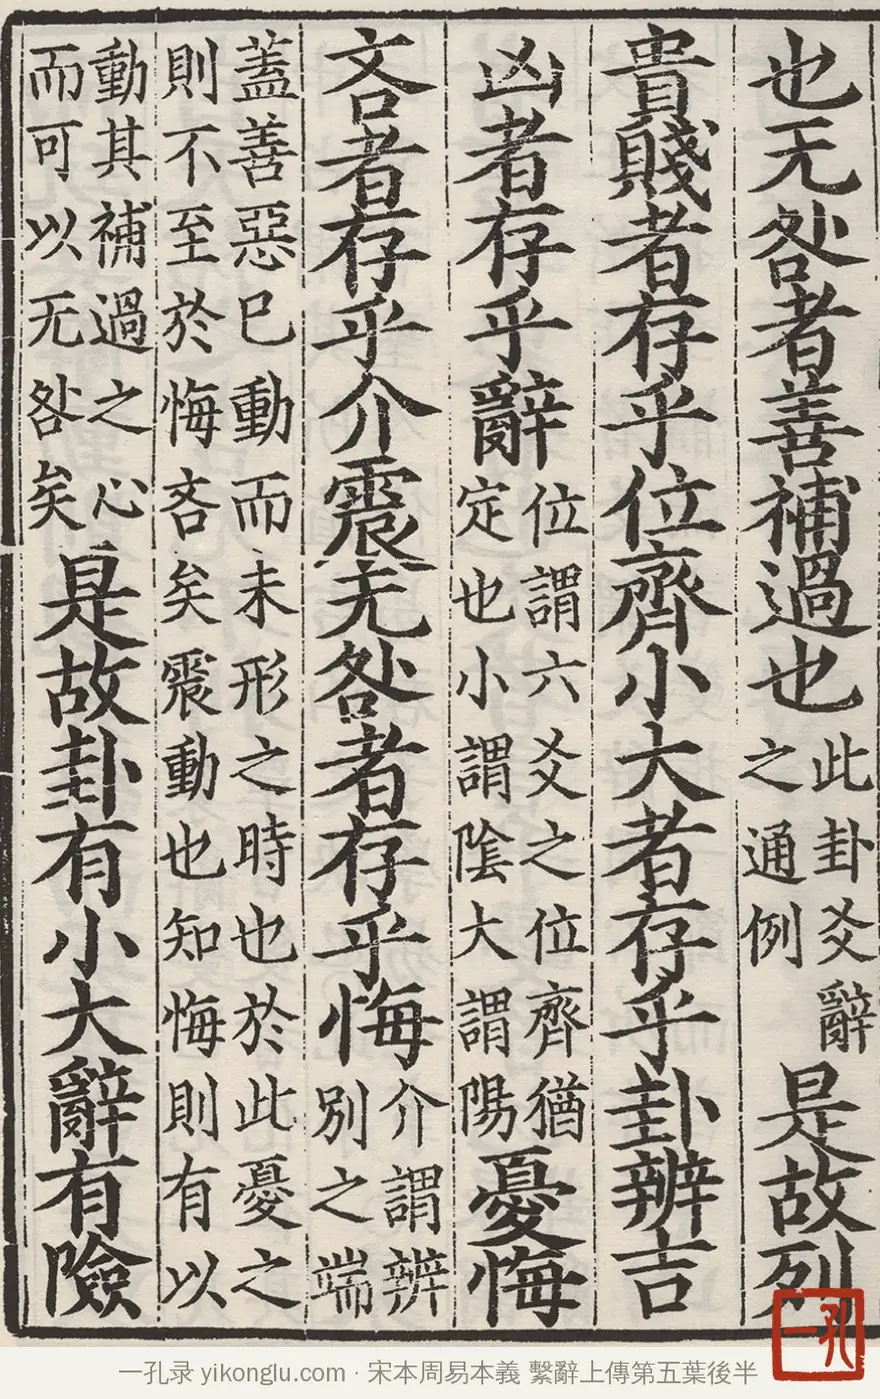 也无咎者善補過也此卦爻辭之通例是故列
貴賤者存乎位齊小大者存乎卦辨吉
凶者存乎辭位謂六爻之位齊猶定也小謂陰大謂陽憂悔
吝者存乎介震无咎者存乎悔介謂辨別之端
蓋善惡巳動而未形之時也於此憂之則不至於悔吝矣震動也知悔則有以
動其補過之心而可以无咎矣是故卦有小大辭有險
一孔
一孔录 yikonglu.com · 宋本周易本義 繫辭上傳第五葉後半